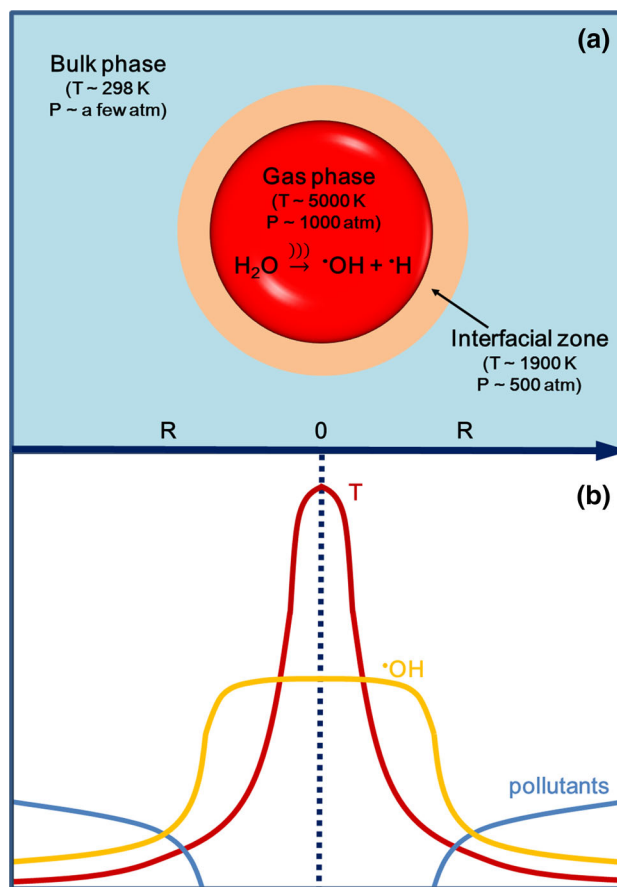 (a)
Bulk phase
(T ~ 298 K
P ~ a few atm)
Gas phase
(T ~ 5000 K
P ~ 1000 atm)
H₂O ⟶ •OH + •H
)))
Interfacial zone
(T ~ 1900 K
P ~ 500 atm)
R 0 R
(b)
T
•OH
pollutants